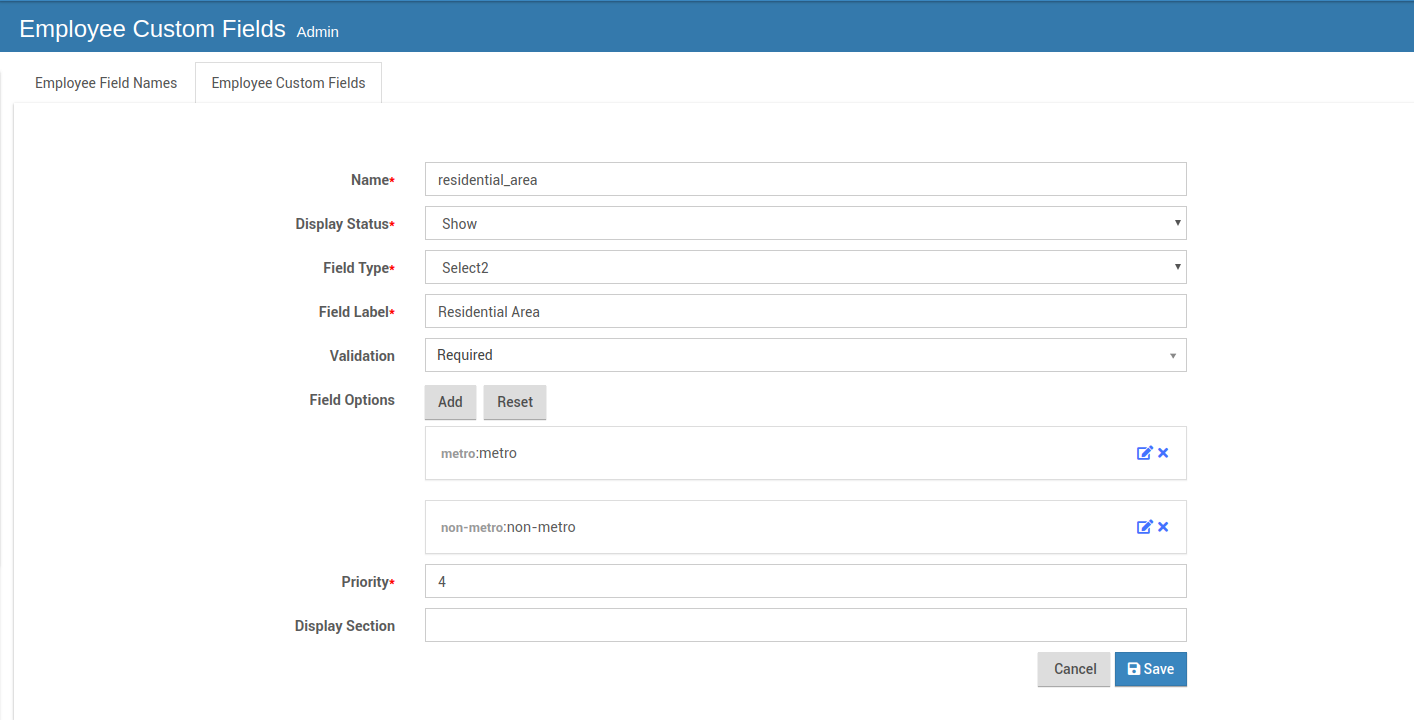 Employee Custom Fields Admin
Employee Field Names Employee Custom Fields
Name* residential_area
Display Status* Show
Field Type* Select2
Field Label* Residential Area
Validation Required
Field Options Add Reset
metro:metro
non-metro:non-metro
Priority* 4
Display Section
Cancel Save